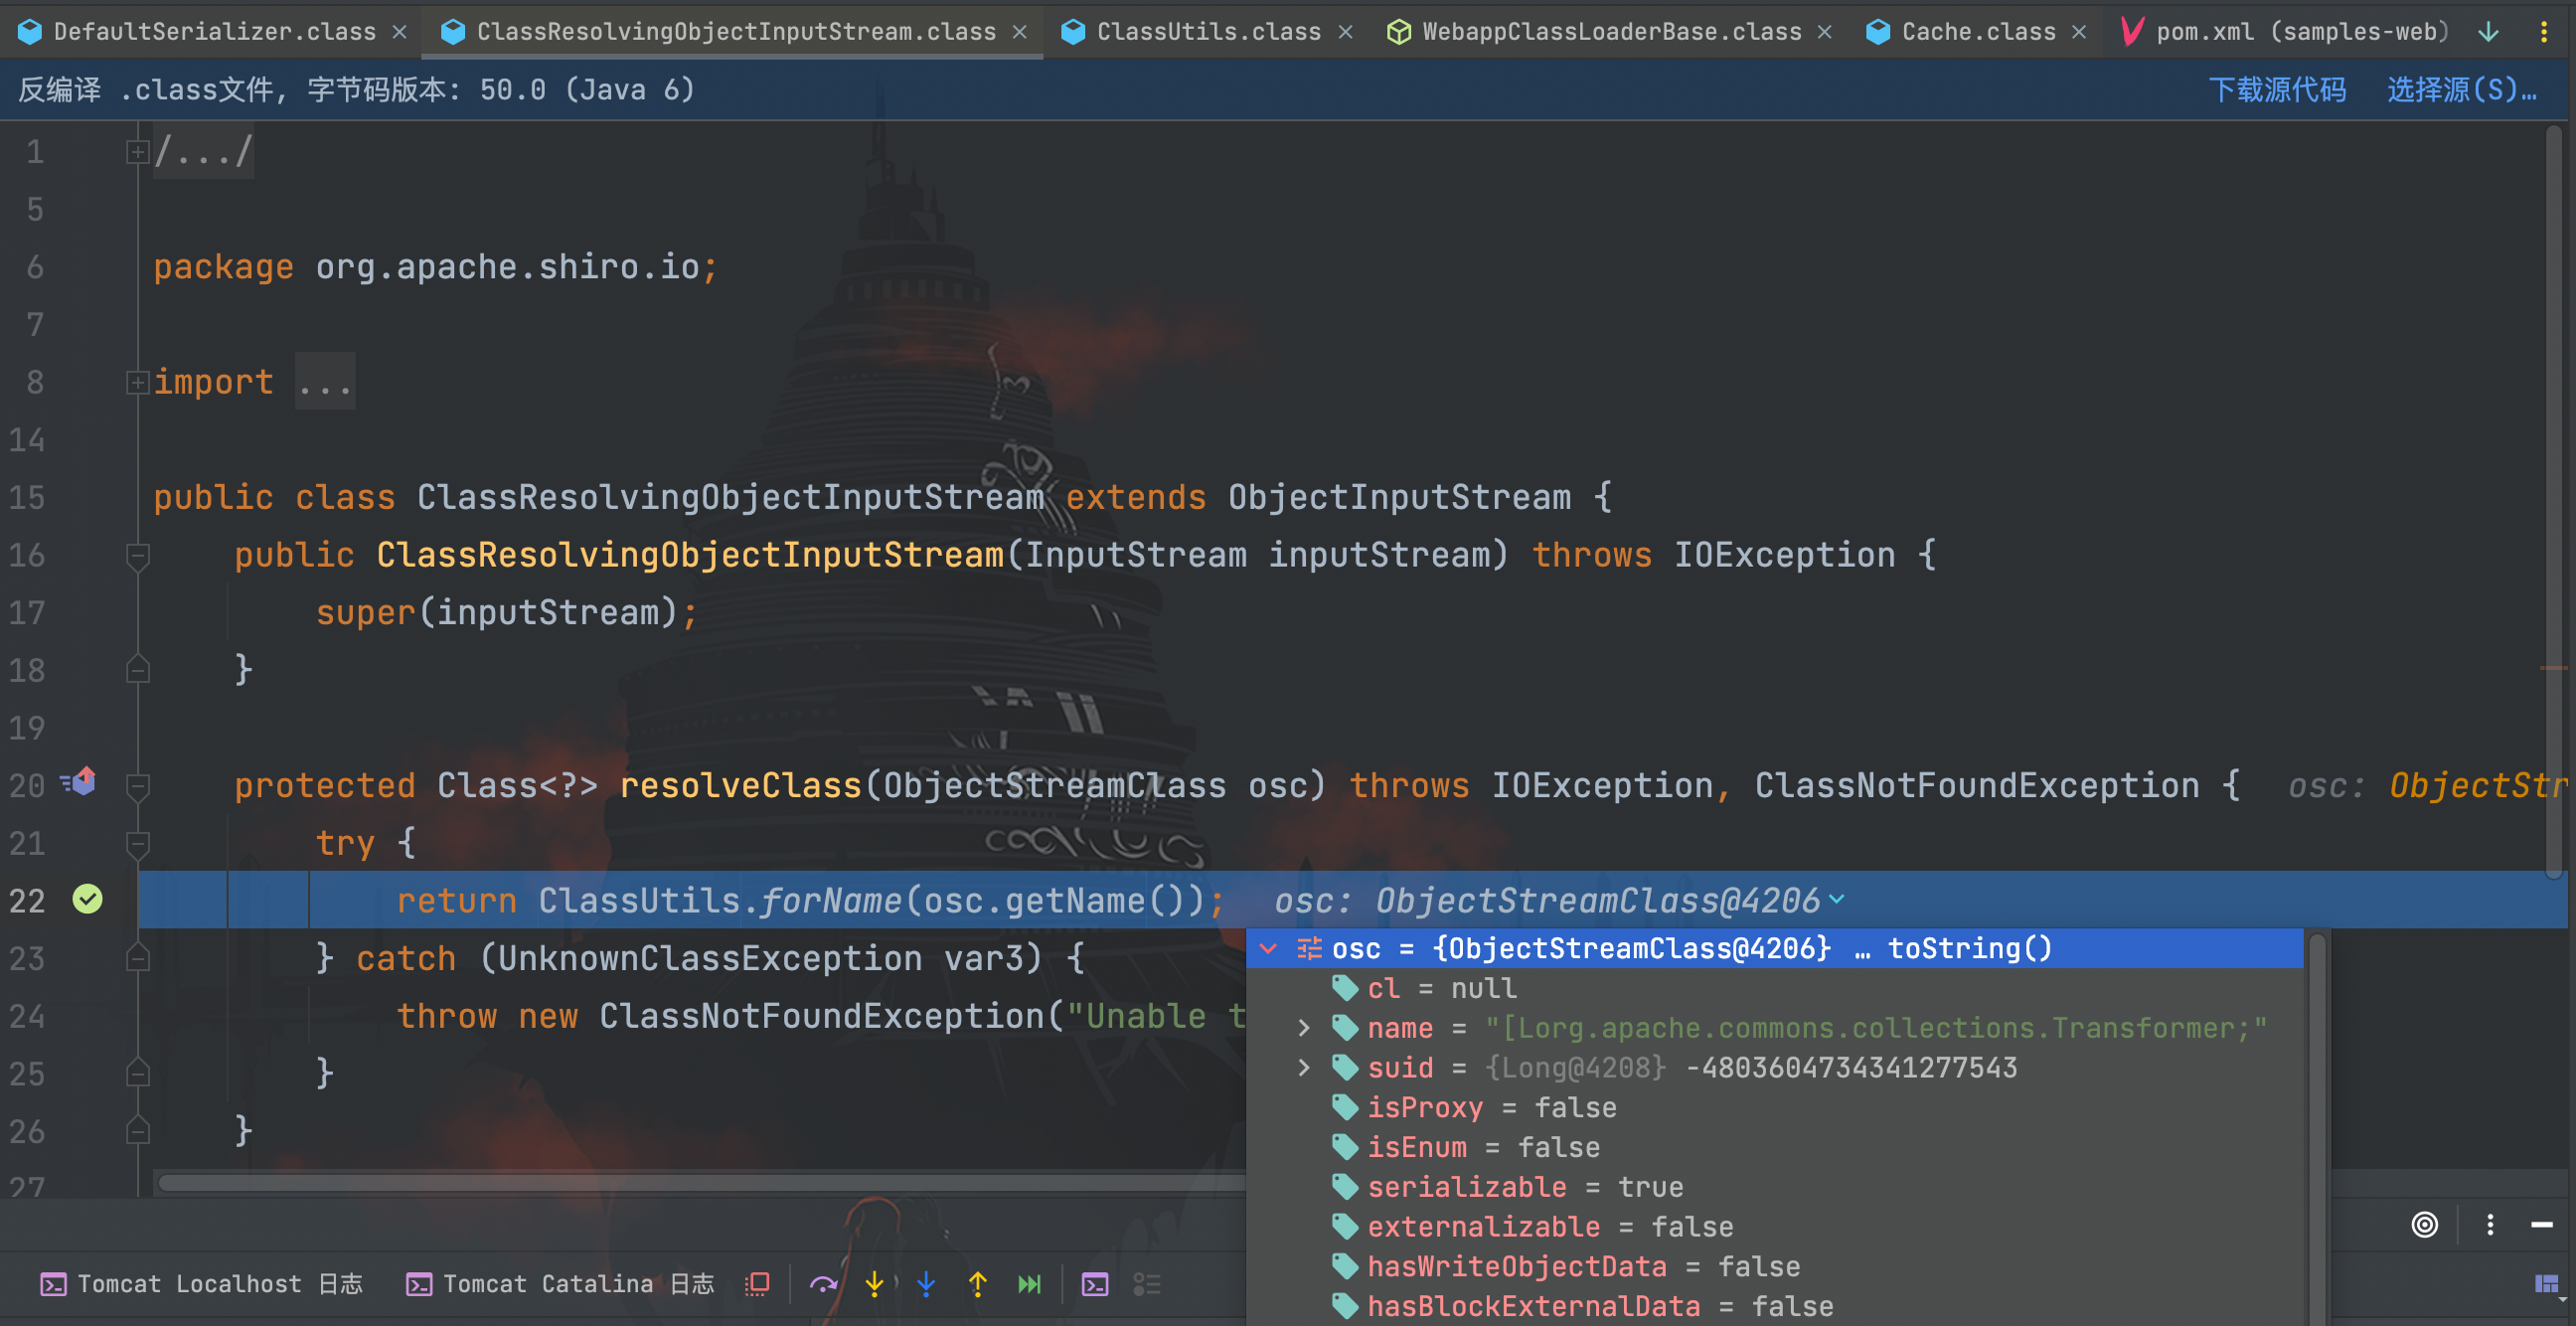 DefaultSerializer.class ClassResolvingObjectInputStream.class ClassUtils.class WebappClassLoaderBase.class Cache.class pom.xml (samples-web)
反编译 .class文件, 字节码版本: 50.0 (Java 6) 下载源代码 选择源(S)…
1 /.../
5
6 package org.apache.shiro.io;
7
8 import ...
14
15 public class ClassResolvingObjectInputStream extends ObjectInputStream {
16 public ClassResolvingObjectInputStream(InputStream inputStream) throws IOException {
17 super(inputStream);
18 }
19
20 protected Class<?> resolveClass(ObjectStreamClass osc) throws IOException, ClassNotFoundException { osc: ObjectStr
21 try {
22 return ClassUtils.forName(osc.getName()); osc: ObjectStreamClass@4206
23 } catch (UnknownClassException var3) {
24 throw new ClassNotFoundException("Unable t
25 }
26 }
27
osc = {ObjectStreamClass@4206} … toString()
cl = null
name = "[Lorg.apache.commons.collections.Transformer;"
suid = {Long@4208} -4803604734341277543
isProxy = false
isEnum = false
serializable = true
externalizable = false
hasWriteObjectData = false
hasBlockExternalData = false
Tomcat Localhost 日志 Tomcat Catalina 日志